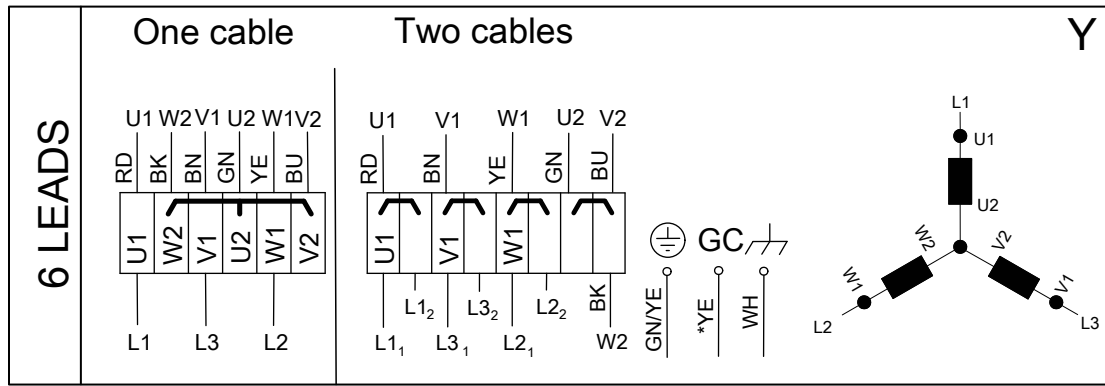 One cable
Two cables
Y
6 LEADS
U1 W2 V1 U2 W1 V2
RD BK BN GN YE BU
U1 W2 V1 U2 W1 V2
L1 L3 L2
U1 V1 W1 U2 V2
RD BN YE GN BU
U1 V1 W1
L1₂ L3₂ L2₂ BK
L1₁ L3₁ L2₁ W2
GC
GN/YE *YE WH
L1
U1
U2
W2 V2
W1 V1
L2 L3